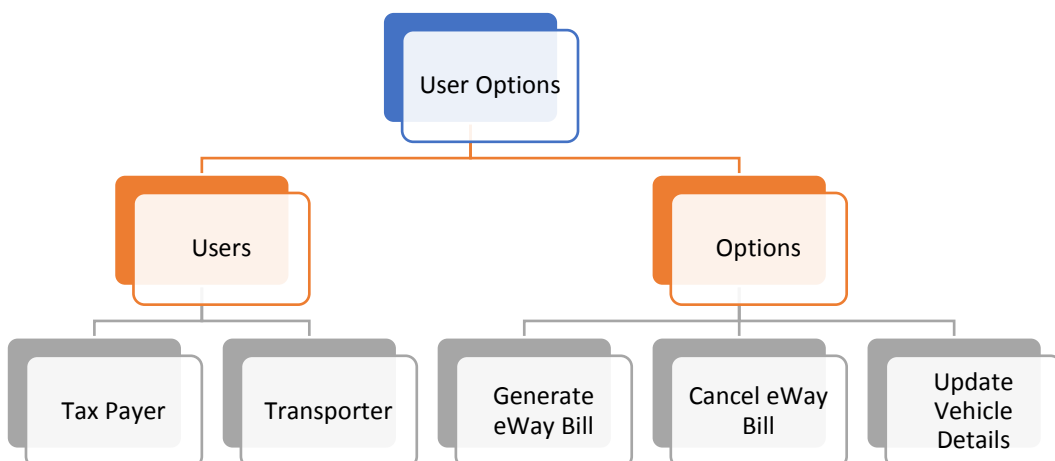 User Options
Users
Options
Tax Payer
Transporter
Generate
eWay Bill
Cancel eWay
Bill
Update
Vehicle
Details